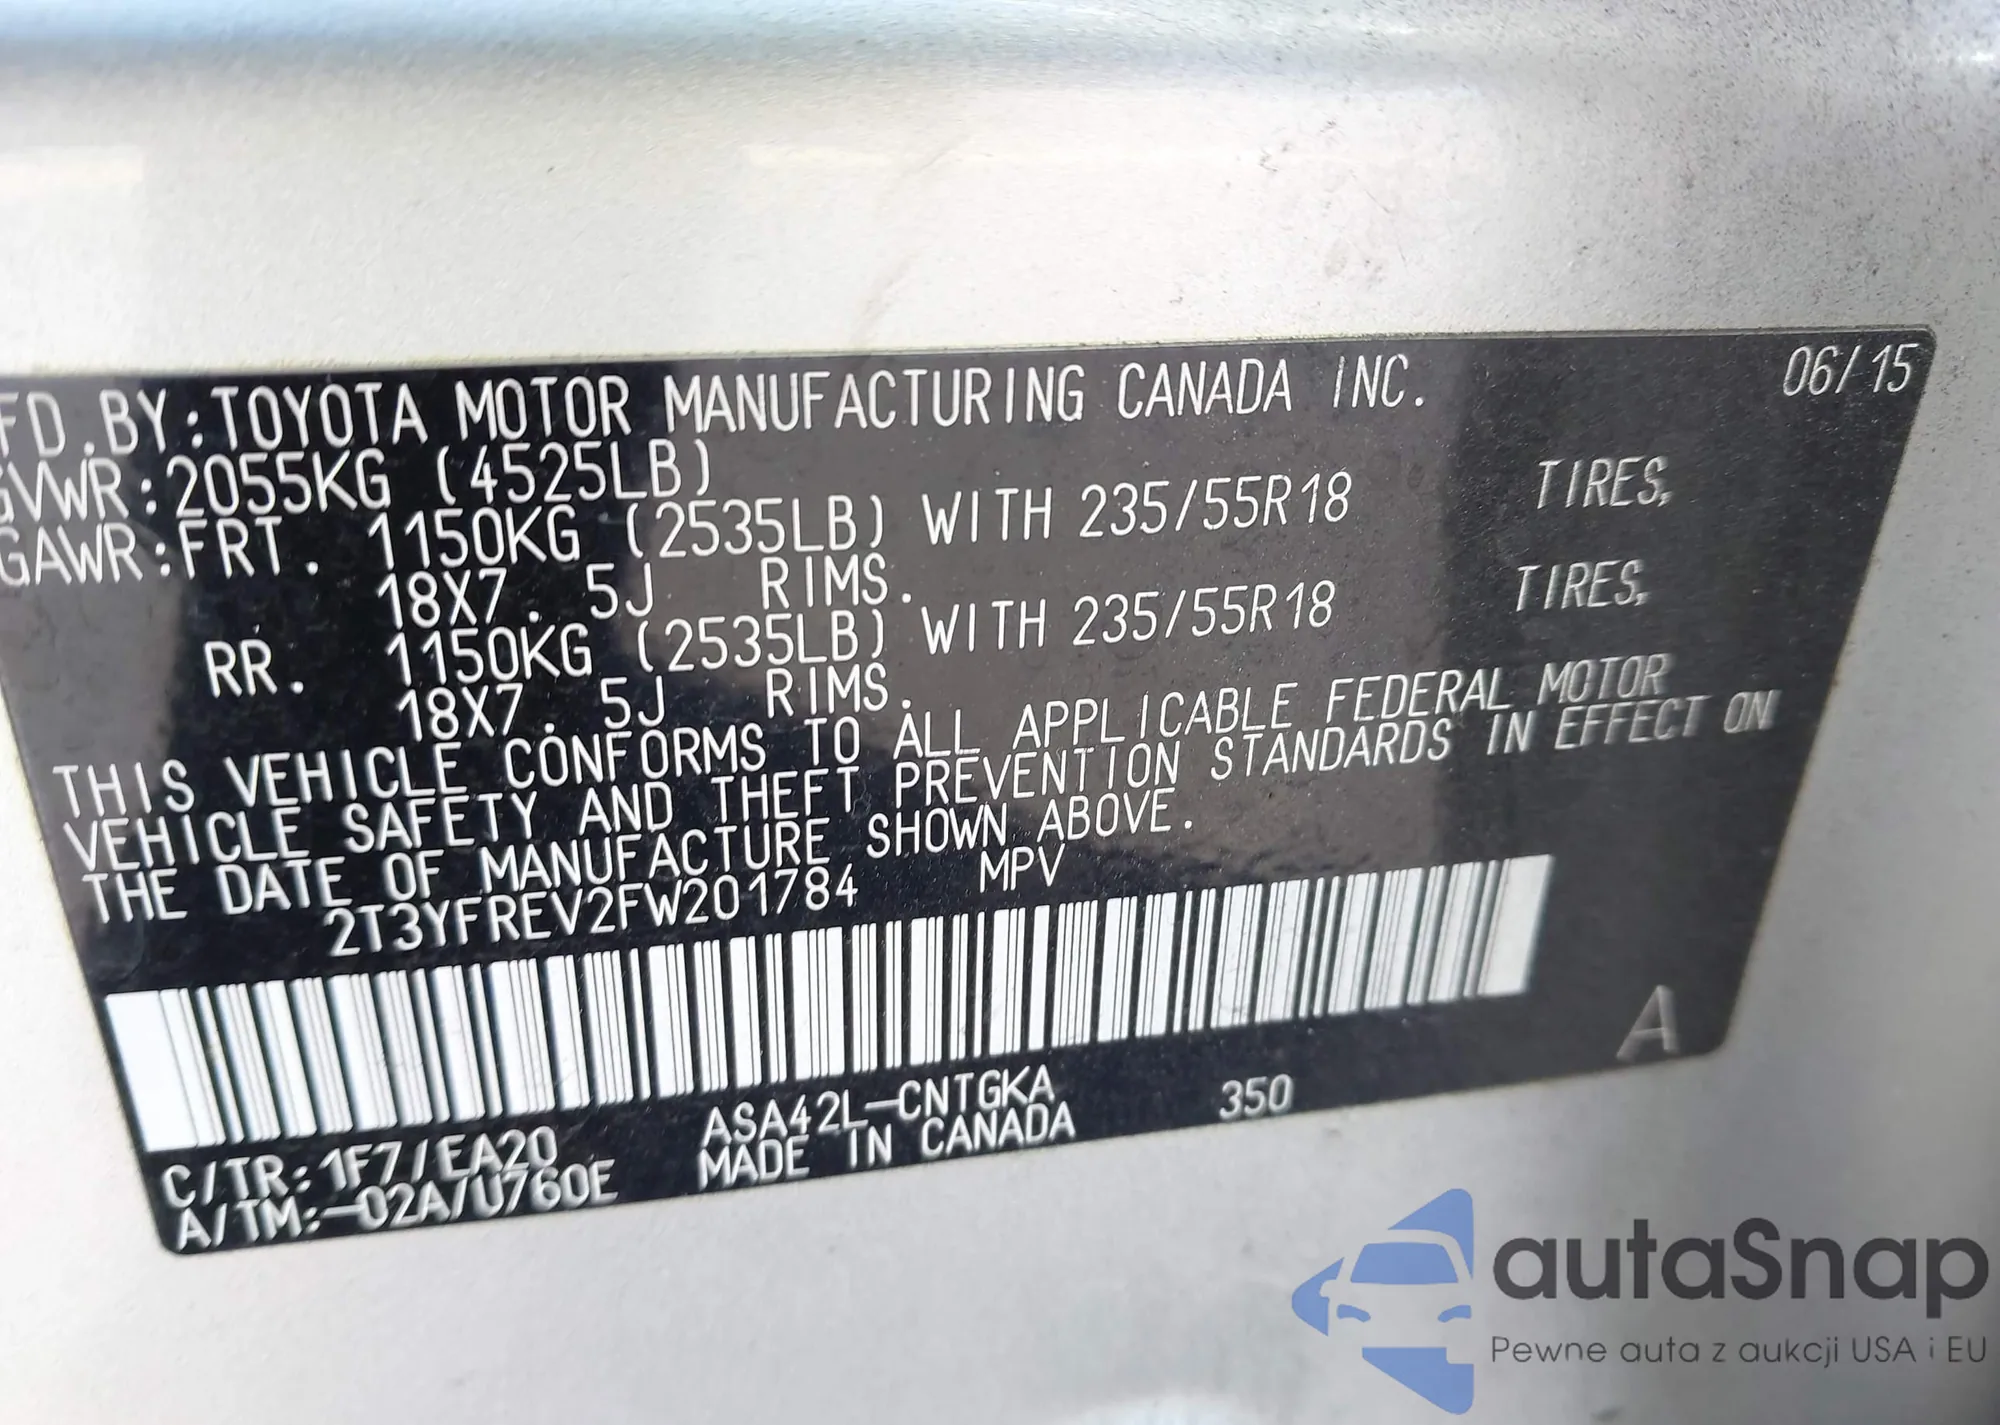 FD.BY:TOYOTA MOTOR MANUFACTURING CANADA INC. 06/15
GVWR:2055KG (4525LB)
GAWR:FRT. 1150KG (2535LB) WITH 235/55R18 TIRES,
18X7.5J RIMS.
RR. 1150KG (2535LB) WITH 235/55R18 TIRES,
18X7.5J RIMS.
THIS VEHICLE CONFORMS TO ALL APPLICABLE FEDERAL MOTOR
VEHICLE SAFETY AND THEFT PREVENTION STANDARDS IN EFFECT ON
THE DATE OF MANUFACTURE SHOWN ABOVE.
2T3YFREV2FW201784 MPV
A
ASA42L-CNTGKA 350
C/TR:1F7/EA20 MADE IN CANADA
A/TM:-02A/U760E
autaSnap
Pewne auta z aukcji USA i EU